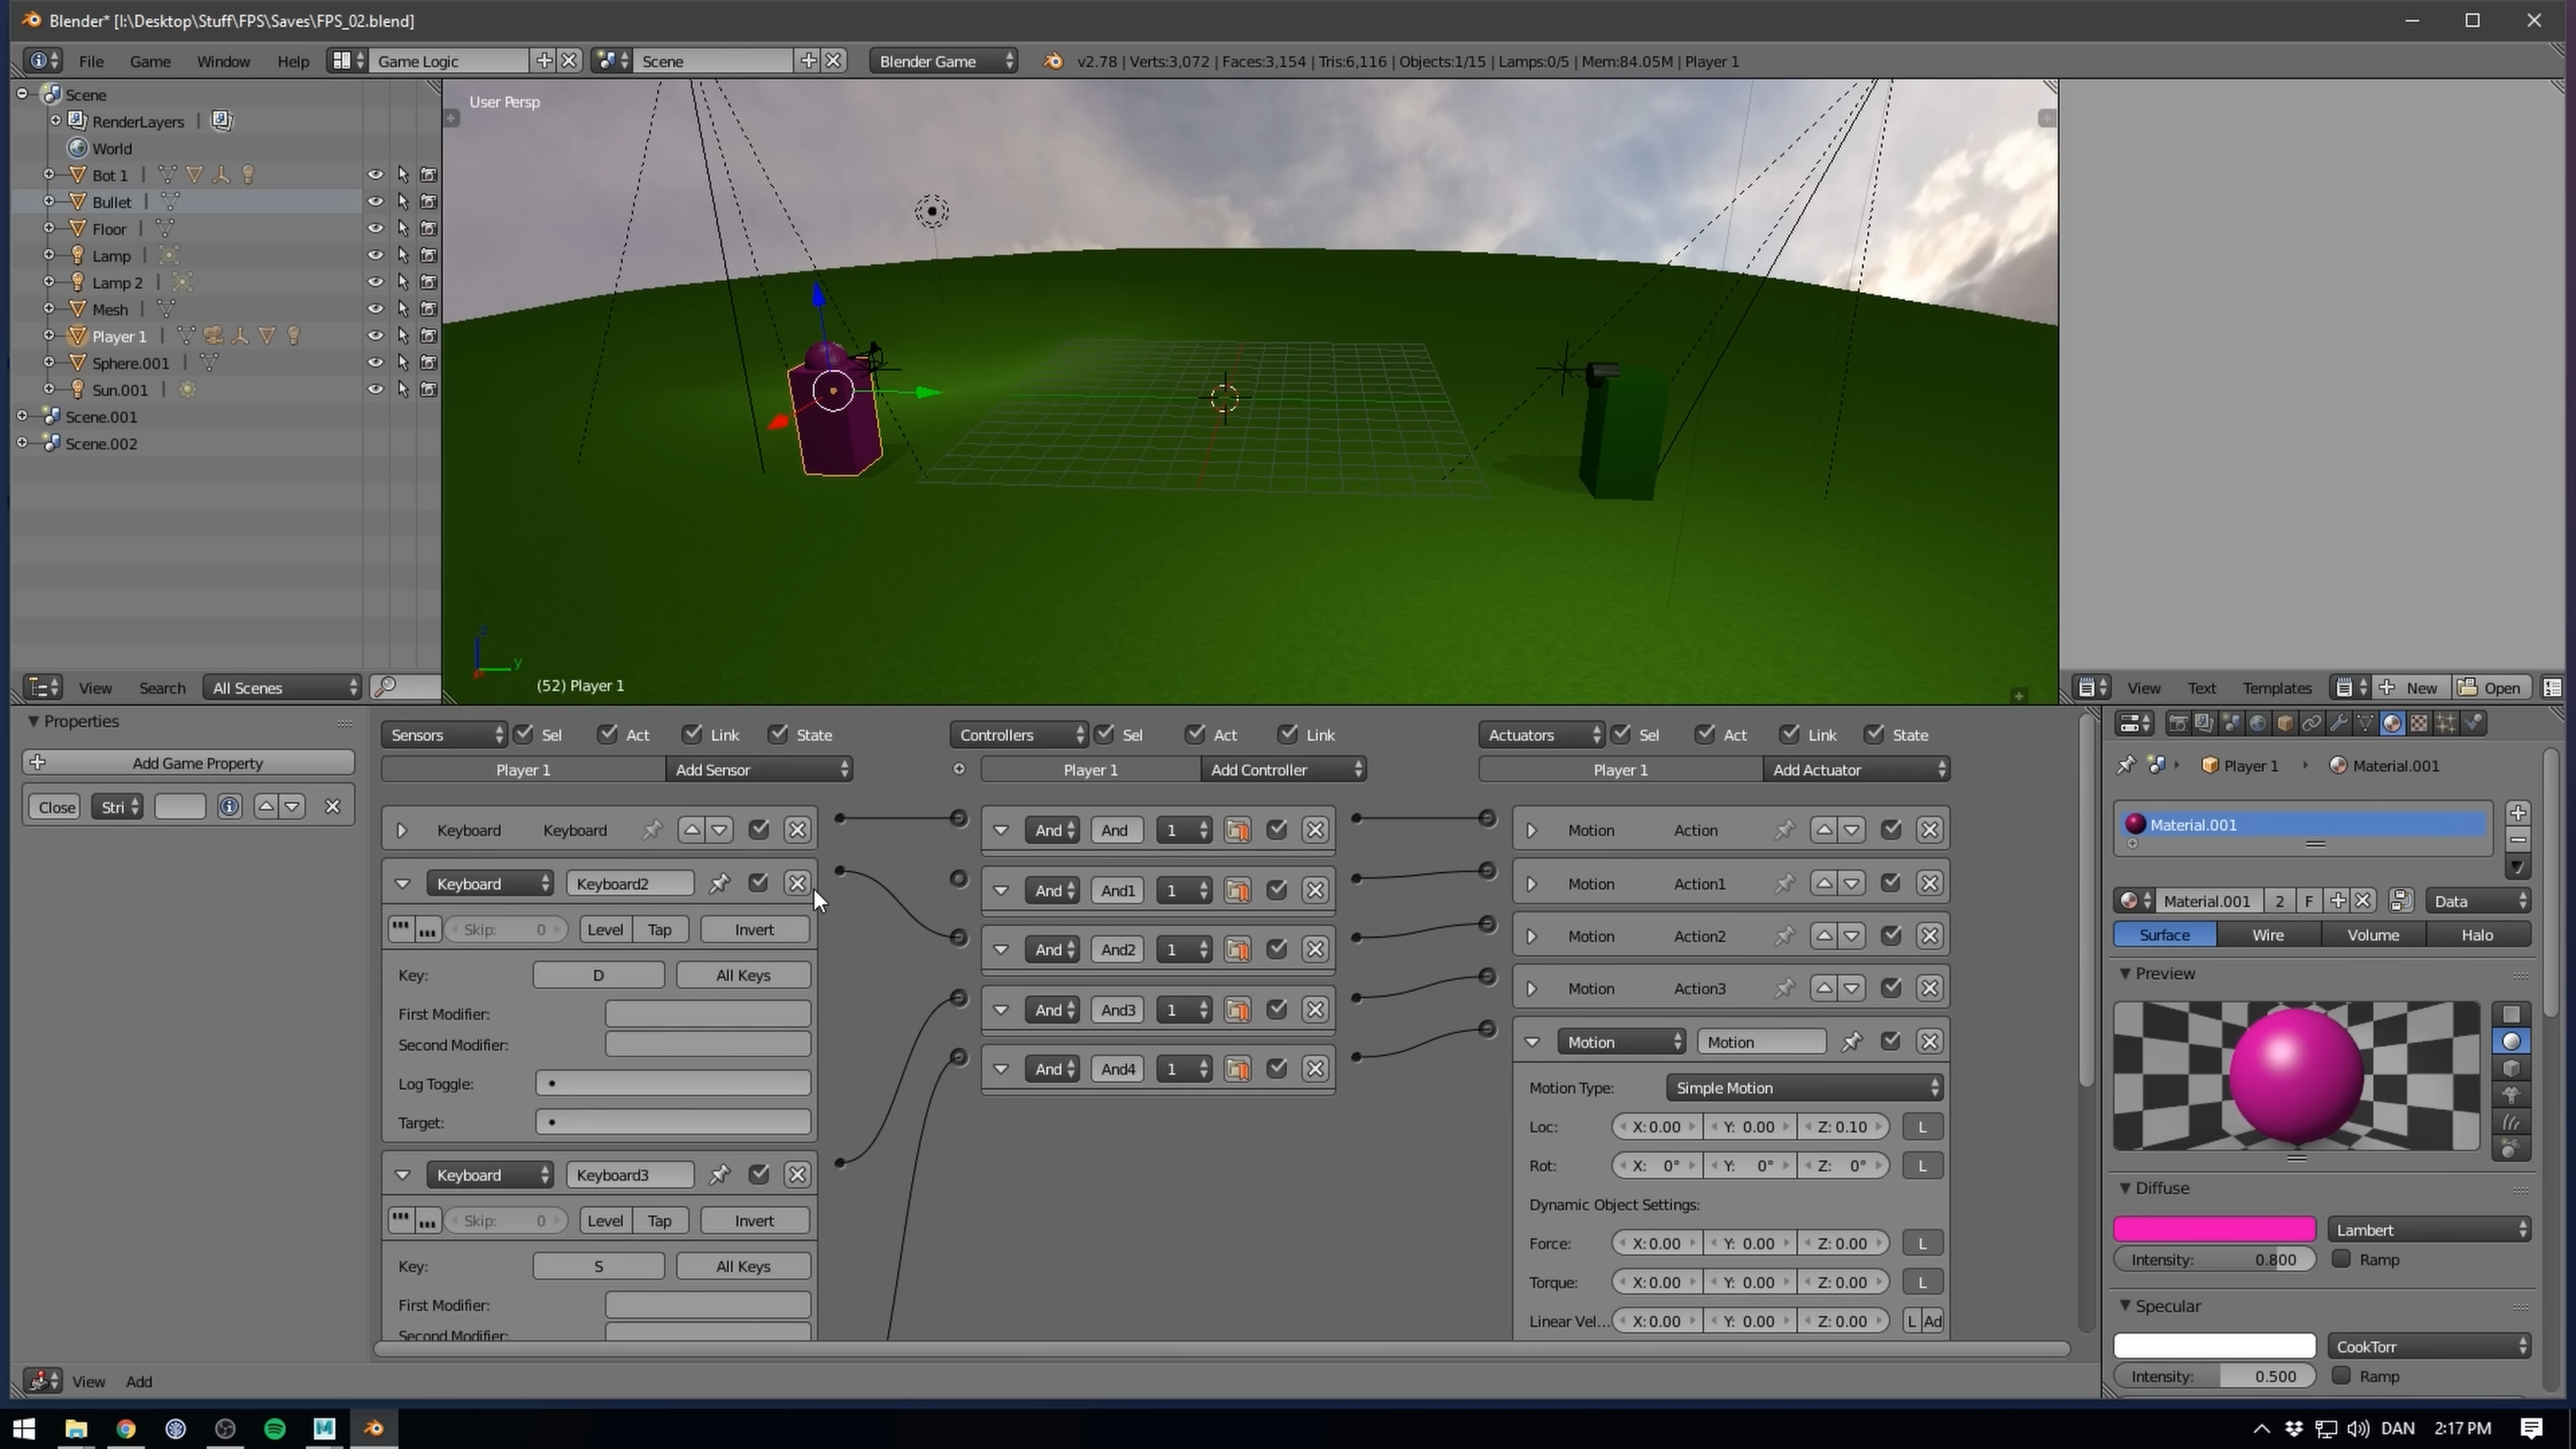 Blender* [I:\Desktop\Stuff\FPS\Saves\FPS_02.blend]
File Game Window Help Game Logic Scene Blender Game v2.78 | Verts:3,072 | Faces:3,154 | Tris:6,116 | Objects:1/15 | Lamps:0/5 | Mem:84.05M | Player 1
Scene
RenderLayers
World
Bot 1
Bullet
Floor
Lamp
Lamp 2
Mesh
Player 1
Sphere.001
Sun.001
Scene.001
Scene.002
View Search All Scenes
User Persp
z
y
(52) Player 1
View Text Templates New Open
Properties
Add Game Property
Close Stri
Sensors Sel Act Link State
Player 1 Add Sensor
Keyboard Keyboard
Keyboard Keyboard2
Skip: 0 Level Tap Invert
Key: D All Keys
First Modifier:
Second Modifier:
Log Toggle:
Target:
Keyboard Keyboard3
Skip: 0 Level Tap Invert
Key: S All Keys
First Modifier:
Second Modifier:
Controllers Sel Act Link
Player 1 Add Controller
And And 1
And And1 1
And And2 1
And And3 1
And And4 1
Actuators Sel Act Link State
Player 1 Add Actuator
Motion Action
Motion Action1
Motion Action2
Motion Action3
Motion Motion
Motion Type: Simple Motion
Loc: X:0.00 Y: 0.00 Z: 0.10 L
Rot: X: 0° Y: 0° Z: 0° L
Dynamic Object Settings:
Force: X:0.00 Y: 0.00 Z: 0.00 L
Torque: X:0.00 Y: 0.00 Z: 0.00 L
Linear Vel... X:0.00 Y: 0.00 Z: 0.00 L Ad
Player 1 Material.001
Material.001
Material.001 2 F Data
Surface Wire Volume Halo
Preview
Diffuse
Lambert
Intensity: 0.800 Ramp
Specular
CookTorr
Intensity: 0.500 Ramp
View Add
DAN 2:17 PM